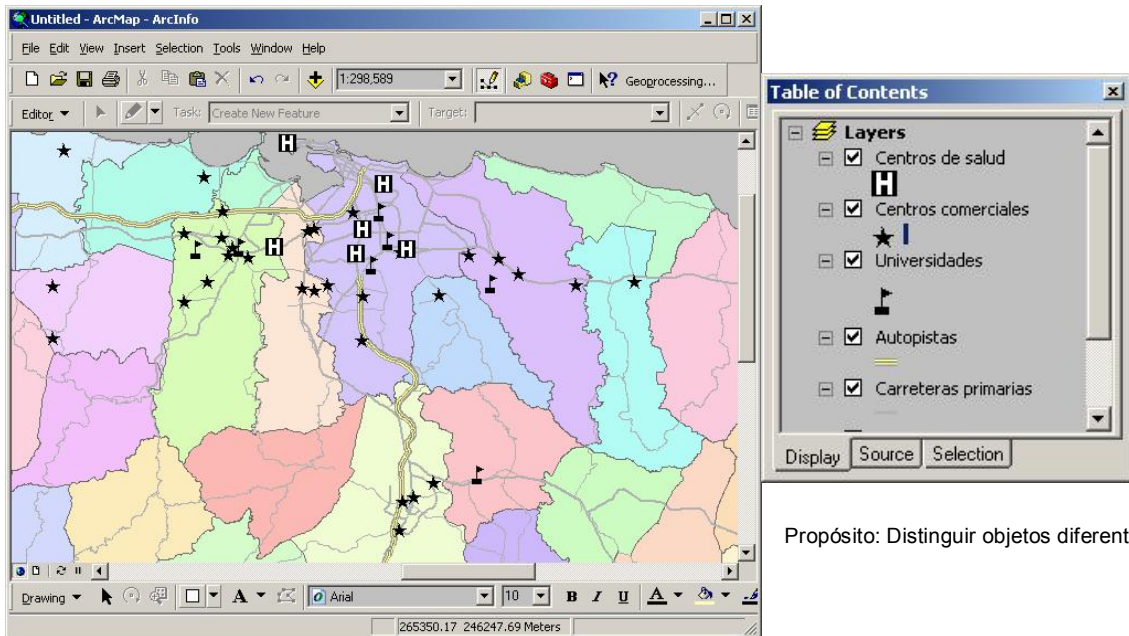 Untitled - ArcMap - ArcInfo
File Edit View Insert Selection Tools Window Help
1:298,589 Geoprocessing...
Editor Task: Create New Feature Target:
H
H
H
H
H
H
Drawing A Arial 10 B I U A
265350.17 246247.69 Meters
Table of Contents
Layers
Centros de salud
H
Centros comerciales
Universidades
Autopistas
Carreteras primarias
Display Source Selection
Propósito: Distinguir objetos diferent